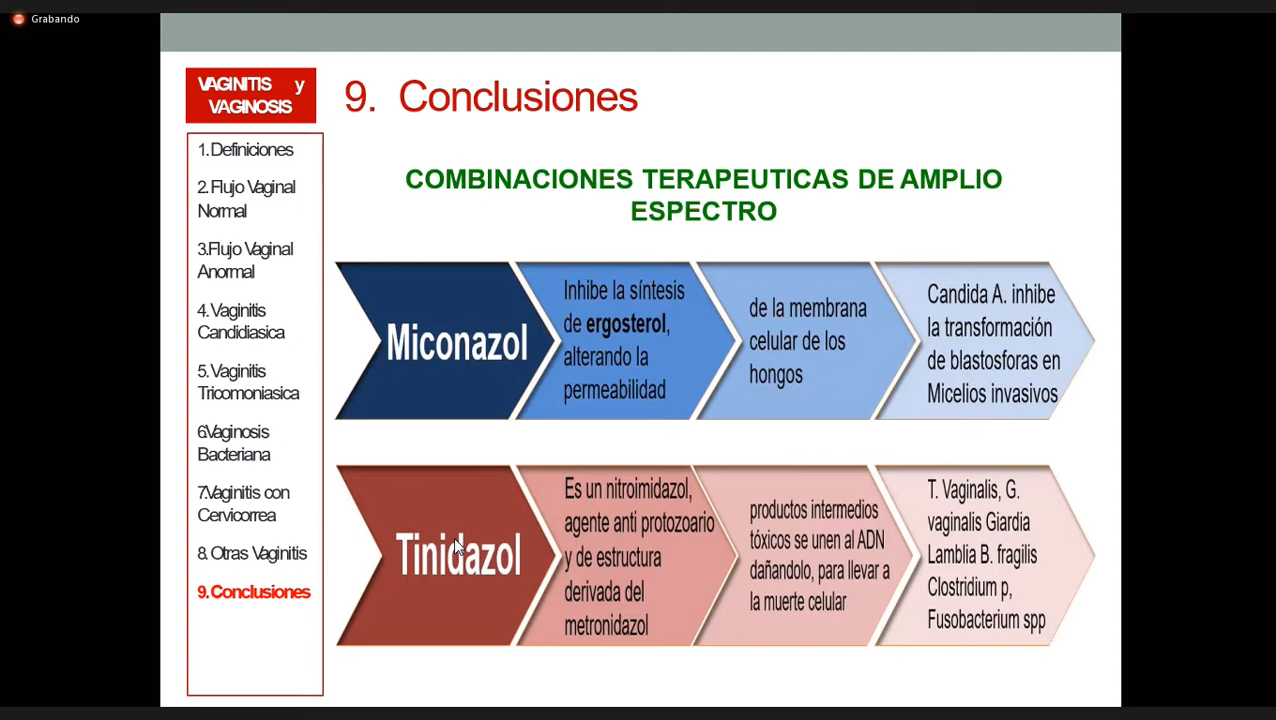 Grabando
VAGINITIS y
VAGINOSIS
9. Conclusiones
1.Definiciones
2. Flujo Vaginal
Normal
3.Flujo Vaginal
Anormal
4. Vaginitis
Candidiasica
5. Vaginitis
Tricomoniasica
6.Vaginosis
Bacteriana
7.Vaginitis con
Cervicorrea
8. Otras Vaginitis
9.Conclusiones
COMBINACIONES TERAPEUTICAS DE AMPLIO
ESPECTRO
Miconazol
Inhibe la síntesis
de ergosterol,
alterando la
permeabilidad
de la membrana
celular de los
hongos
Candida A. inhibe
la transformación
de blastosforas en
Micelios invasivos
Tinidazol
Es un nitroimidazol,
agente anti protozoario
y de estructura
derivada del
metronidazol
productos intermedios
tóxicos se unen al ADN
dañandolo, para llevar a
la muerte celular
T. Vaginalis, G.
vaginalis Giardia
Lamblia B. fragilis
Clostridium p,
Fusobacterium spp